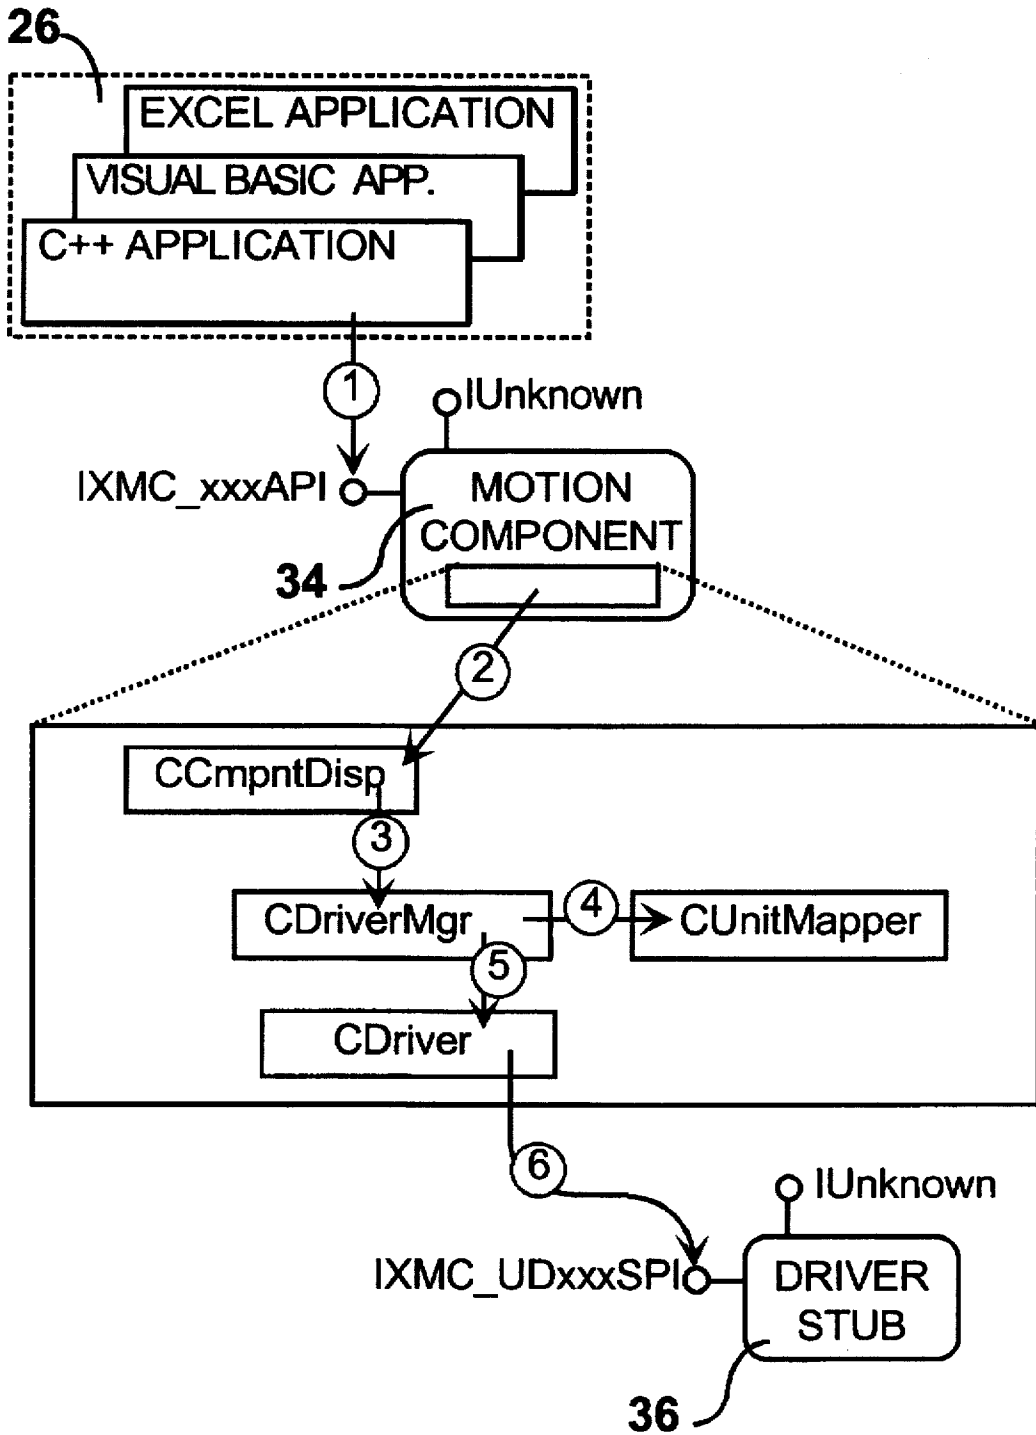 26
EXCEL APPLICATION
VISUAL BASIC APP.
C++ APPLICATION
1
IUnknown
IXMC_xxxAPI
MOTION
COMPONENT
34
2
CCmpntDisp
3
CDriverMgr
4
CUnitMapper
5
CDriver
6
IUnknown
IXMC_UDxxxSPI
DRIVER
STUB
36